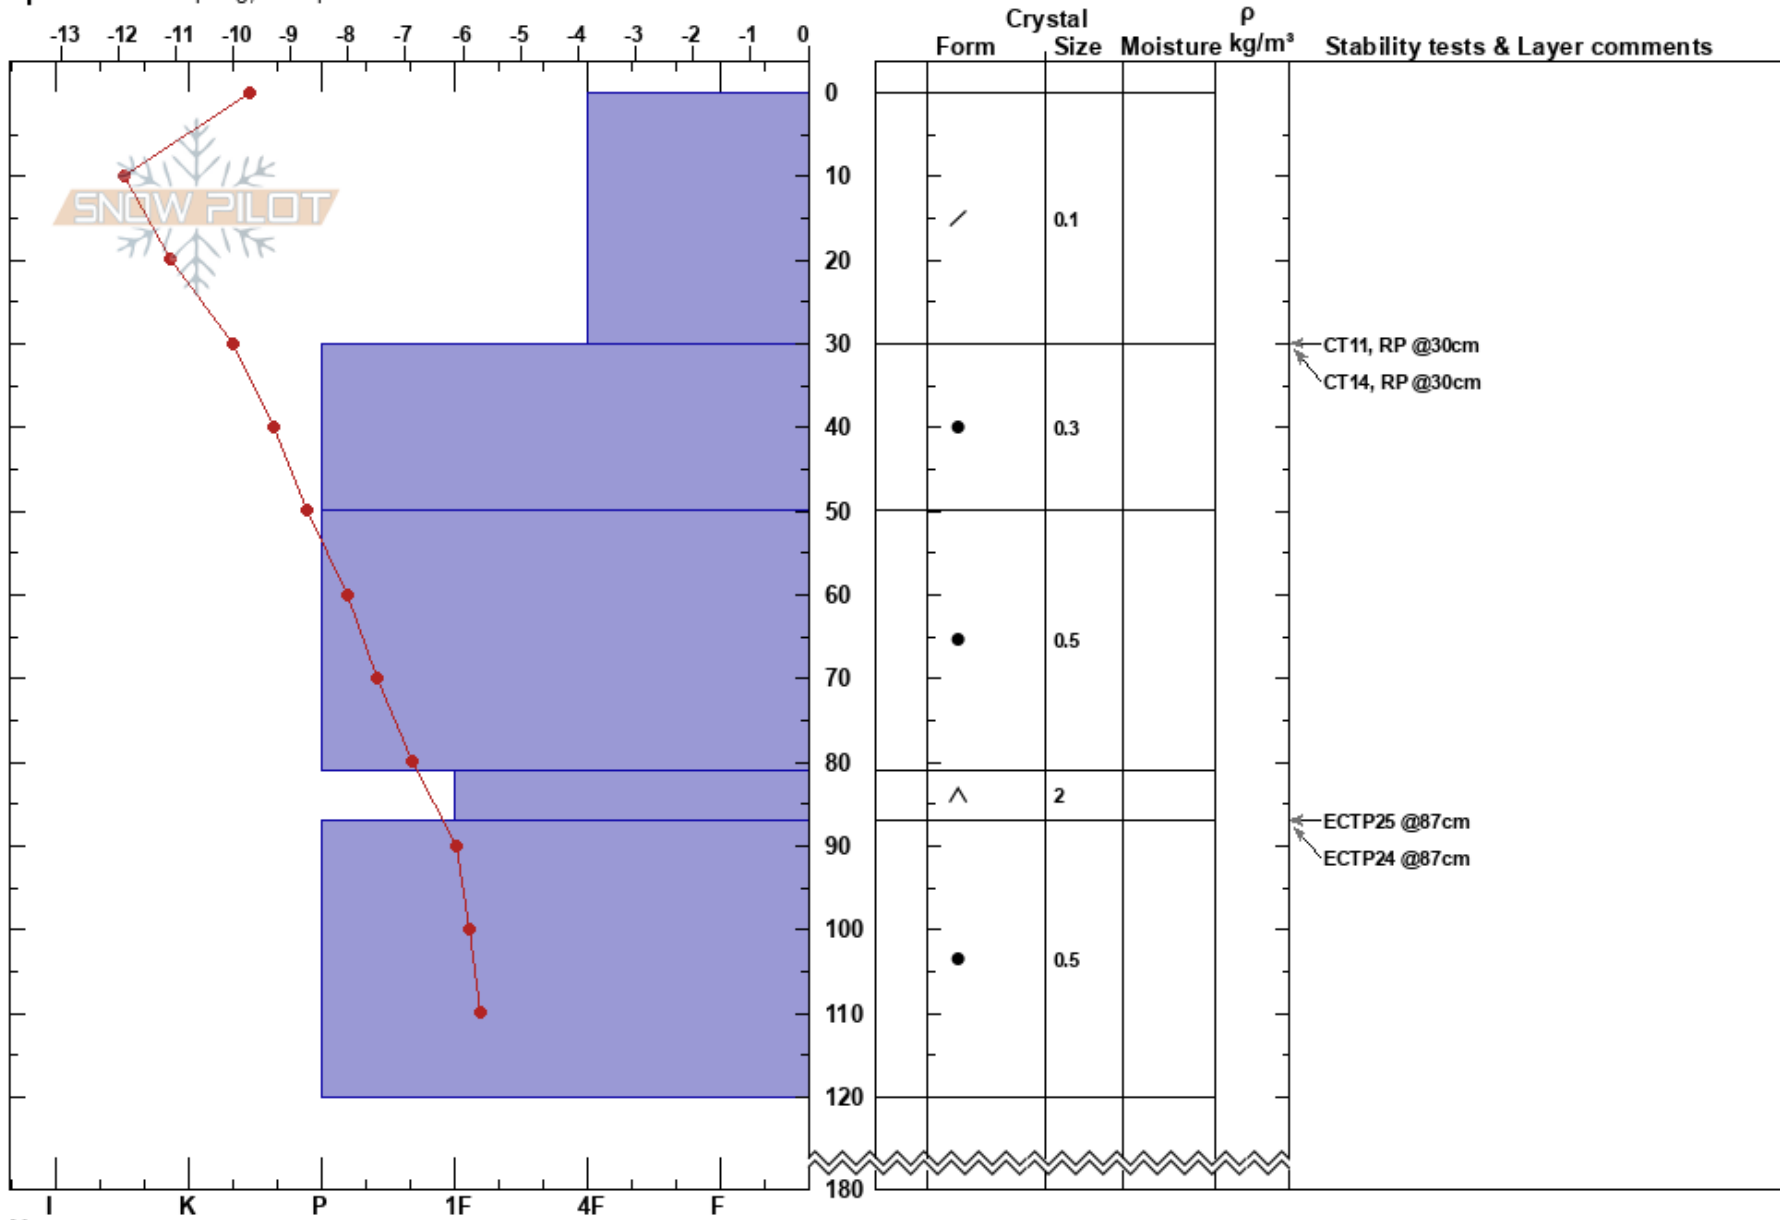 Crystal ρ
Form Size Moisture kg/m³ Stability tests & Layer comments
-13 -12 -11 -10 -9 -8 -7 -6 -5 -4 -3 -2 -1 0
0
10
SNOW PILOT
0.1
20
30
CT11, RP @30cm
CT14, RP @30cm
40
0.3
50
60
0.5
70
80
2
ECTP25 @87cm
90
ECTP24 @87cm
100
0.5
110
120
180
I K P 1F 4F F